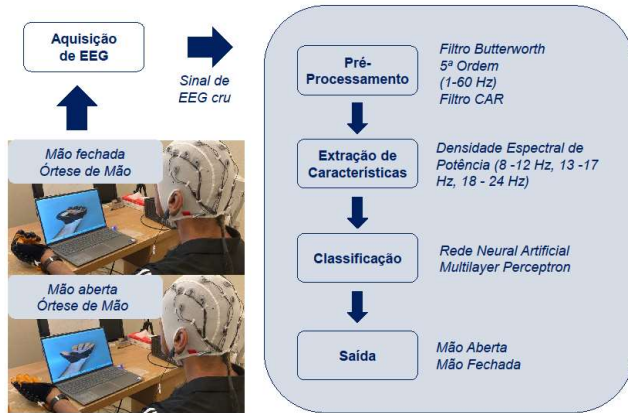 Aquisição
de EEG
Sinal de
EEG cru
Mão fechada
Órtese de Mão
Mão aberta
Órtese de Mão
Pré-
Processamento
Filtro Butterworth
5ª Ordem
(1-60 Hz)
Filtro CAR
Extração de
Características
Densidade Espectral de
Potência (8 -12 Hz, 13 -17
Hz, 18 - 24 Hz)
Classificação
Rede Neural Artificial
Multilayer Perceptron
Saída
Mão Aberta
Mão Fechada